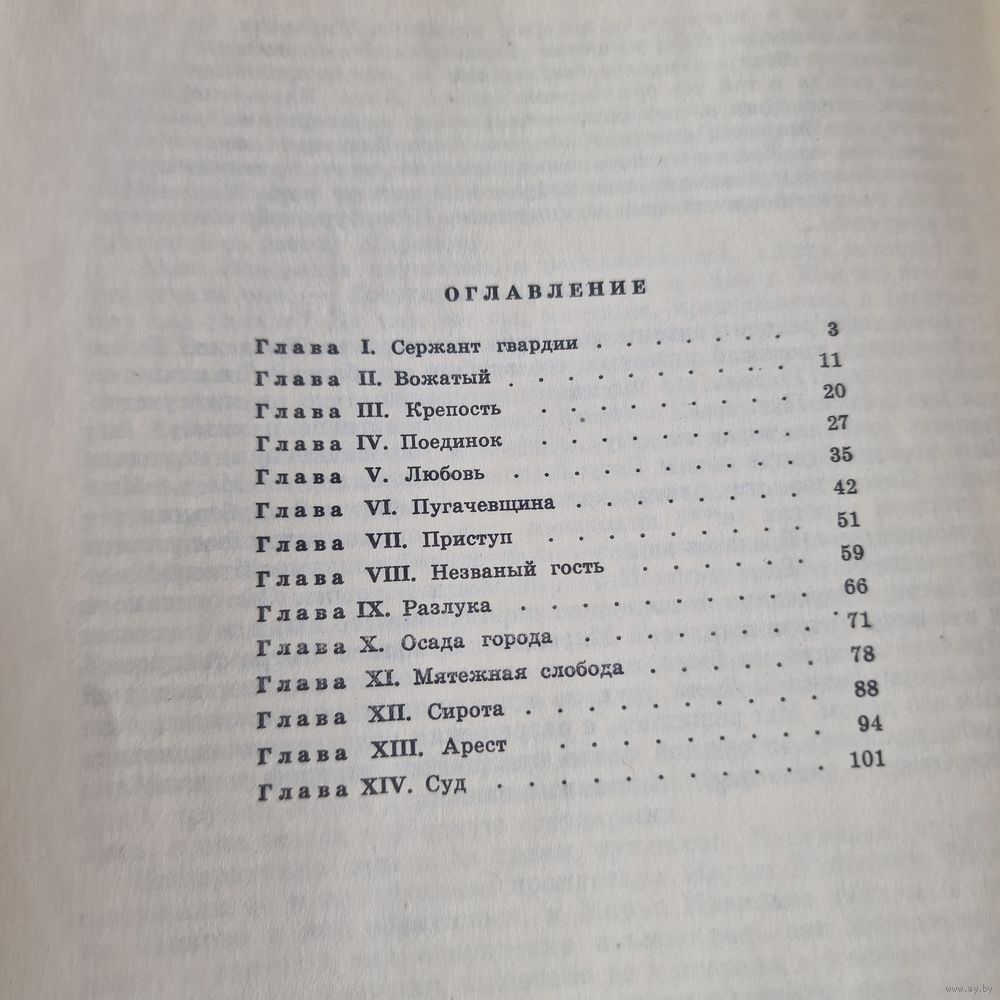 ОГЛАВЛЕНИЕ
Глава I. Сержант гвардии . . . . . . . 3
Глава II. Вожатый . . . . . . . . . . 11
Глава III. Крепость . . . . . . . . . 20
Глава IV. Поединок . . . . . . . . . 27
Глава V. Любовь . . . . . . . . . . 35
Глава VI. Пугачевщина . . . . . . . . 42
Глава VII. Приступ . . . . . . . . . 51
Глава VIII. Незваный гость . . . . . . 59
Глава IX. Разлука . . . . . . . . . . 66
Глава X. Осада города . . . . . . . . 71
Глава XI. Мятежная слобода . . . . . . 78
Глава XII. Сирота . . . . . . . . . . 88
Глава XIII. Арест . . . . . . . . . 94
Глава XIV. Суд . . . . . . . . . . . 101
www.ay.by